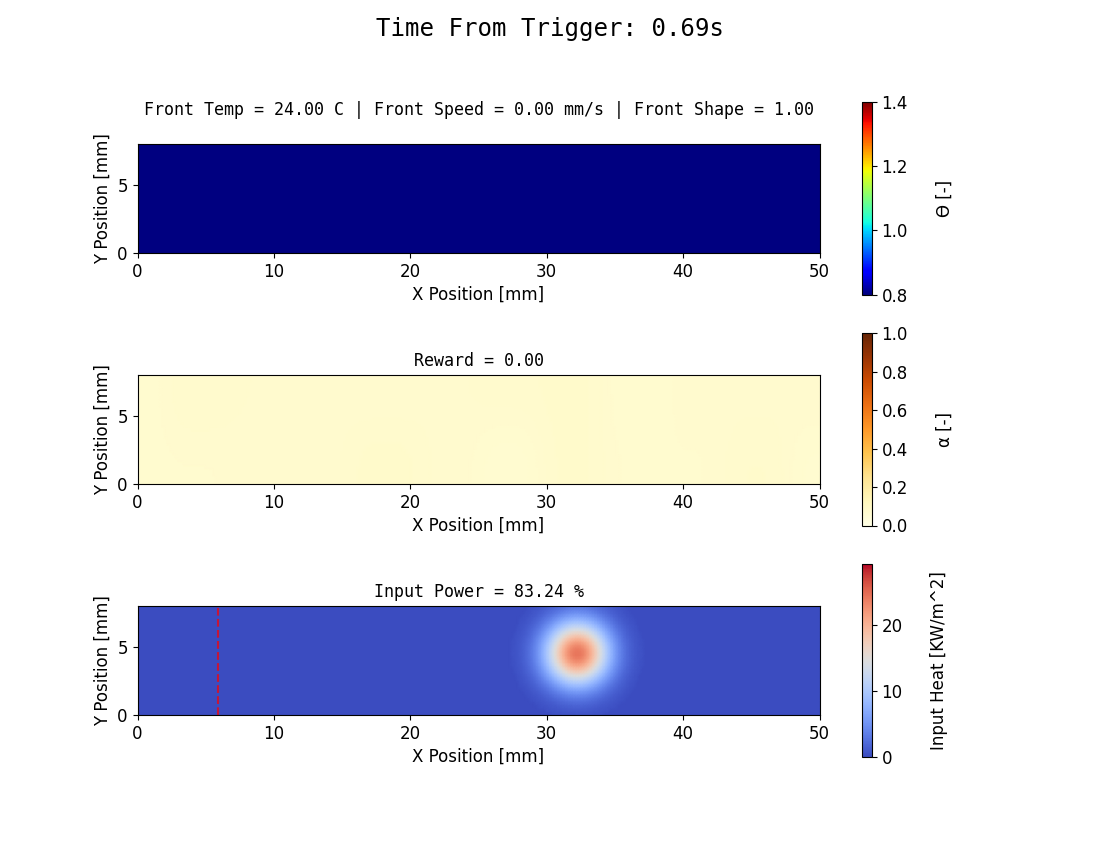 Time From Trigger: 0.69s
Front Temp = 24.00 C | Front Speed = 0.00 mm/s | Front Shape = 1.00
Y Position [mm]
5
0
0 10 20 30 40 50
X Position [mm]
1.4
1.2
1.0
0.8
Θ [-]
Reward = 0.00
Y Position [mm]
5
0
0 10 20 30 40 50
X Position [mm]
1.0
0.8
0.6
0.4
0.2
0.0
α [-]
Input Power = 83.24 %
Y Position [mm]
5
0
0 10 20 30 40 50
X Position [mm]
20
10
0
Input Heat [KW/m^2]